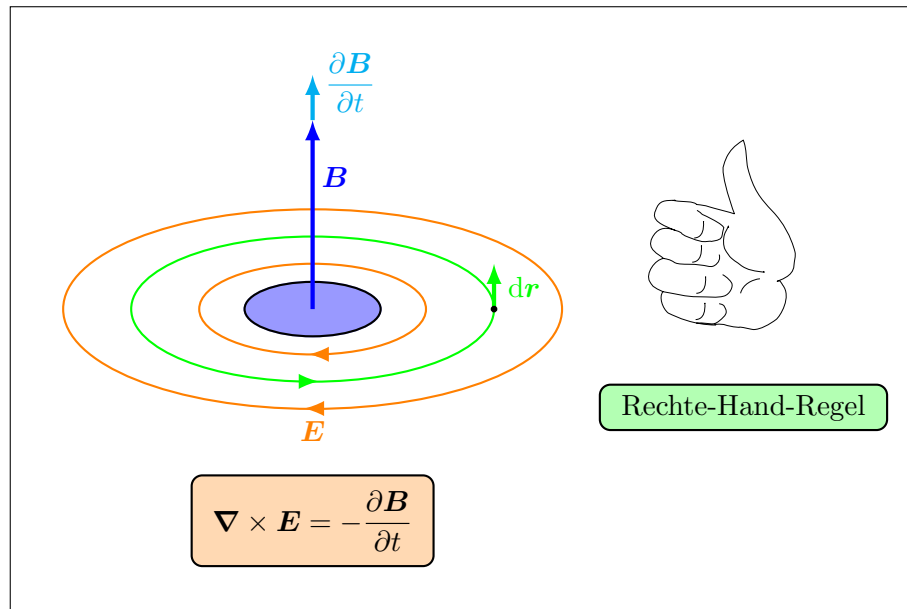 ∂B/∂t
B
dr
E
Rechte-Hand-Regel
∇ × E = −∂B/∂t